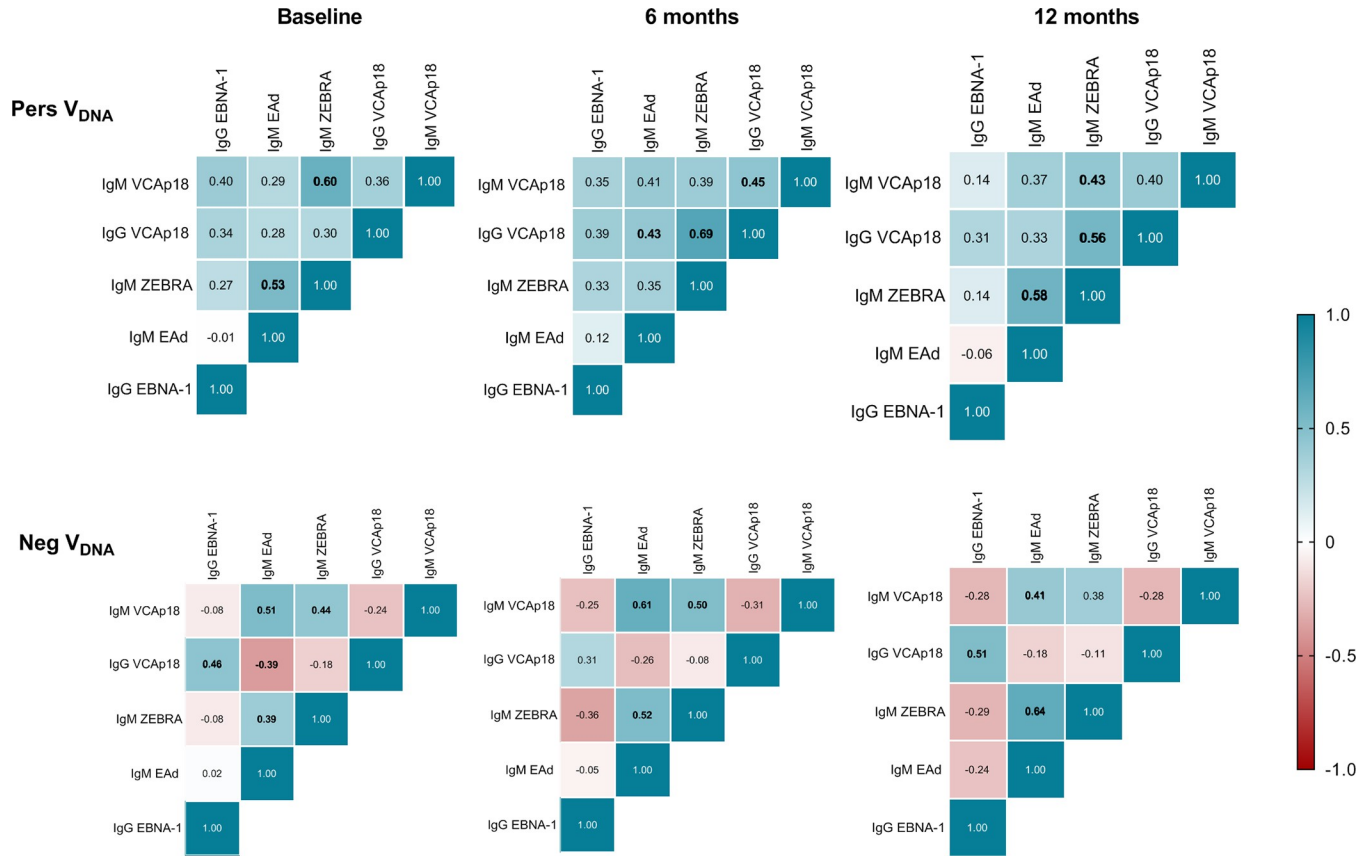 Baseline 6 months 12 months
Pers VDNA
IgG EBNA-1 IgM EAd IgM ZEBRA IgG VCAp18 IgM VCAp18
IgM VCAp18 0.40 0.29 0.60 0.36 1.00
IgG VCAp18 0.34 0.28 0.30 1.00
IgM ZEBRA 0.27 0.53 1.00
IgM EAd -0.01 1.00
IgG EBNA-1 1.00
IgG EBNA-1 IgM EAd IgM ZEBRA IgG VCAp18 IgM VCAp18
IgM VCAp18 0.35 0.41 0.39 0.45 1.00
IgG VCAp18 0.39 0.43 0.69 1.00
IgM ZEBRA 0.33 0.35 1.00
IgM EAd 0.12 1.00
IgG EBNA-1 1.00
IgG EBNA-1 IgM EAd IgM ZEBRA IgG VCAp18 IgM VCAp18
IgM VCAp18 0.14 0.37 0.43 0.40 1.00
IgG VCAp18 0.31 0.33 0.56 1.00
IgM ZEBRA 0.14 0.58 1.00
IgM EAd -0.06 1.00
IgG EBNA-1 1.00
Neg VDNA
IgG EBNA-1 IgM EAd IgM ZEBRA IgG VCAp18 IgM VCAp18
IgM VCAp18 -0.08 0.51 0.44 -0.24 1.00
IgG VCAp18 0.46 -0.39 -0.18 1.00
IgM ZEBRA -0.08 0.39 1.00
IgM EAd 0.02 1.00
IgG EBNA-1 1.00
IgG EBNA-1 IgM EAd IgM ZEBRA IgG VCAp18 IgM VCAp18
IgM VCAp18 -0.25 0.61 0.50 -0.31 1.00
IgG VCAp18 0.31 -0.26 -0.08 1.00
IgM ZEBRA -0.36 0.52 1.00
IgM EAd -0.05 1.00
IgG EBNA-1 1.00
IgG EBNA-1 IgM EAd IgM ZEBRA IgG VCAp18 IgM VCAp18
IgM VCAp18 -0.28 0.41 0.38 -0.28 1.00
IgG VCAp18 0.51 -0.18 -0.11 1.00
IgM ZEBRA -0.29 0.64 1.00
IgM EAd -0.24 1.00
IgG EBNA-1 1.00
1.0
0.5
0
-0.5
-1.0